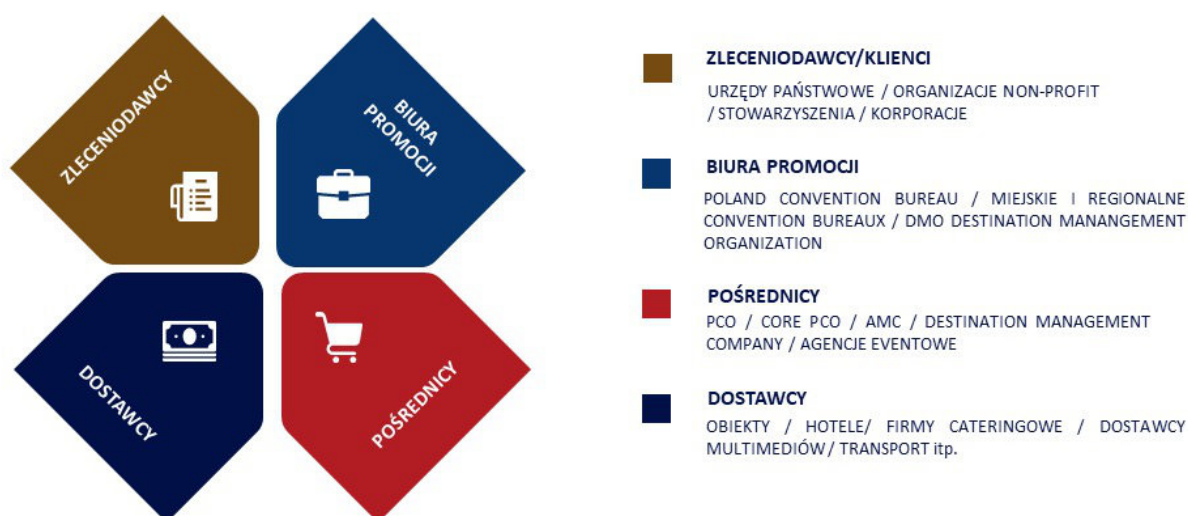 ZLECENIODAWCY
BIURA
PROMOCJI
DOSTAWCY
POŚREDNICY
ZLECENIODAWCY/KLIENCI
URZĘDY PAŃSTWOWE / ORGANIZACJE NON-PROFIT
/ STOWARZYSZENIA / KORPORACJE
BIURA PROMOCJI
POLAND CONVENTION BUREAU / MIEJSKIE I REGIONALNE
CONVENTION BUREAUX / DMO DESTINATION MANANGEMENT
ORGANIZATION
POŚREDNICY
PCO / CORE PCO / AMC / DESTINATION MANAGEMENT
COMPANY / AGENCJE EVENTOWE
DOSTAWCY
OBIEKTY / HOTELE/ FIRMY CATERINGOWE / DOSTAWCY
MULTIMEDIÓW/ TRANSPORT itp.